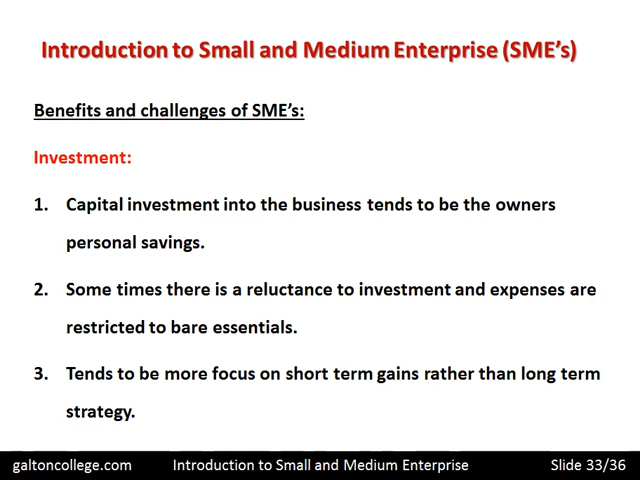 Introduction to Small and Medium Enterprise (SME's)
Benefits and challenges of SME's:
Investment:
1. Capital investment into the business tends to be the owners
personal savings.
2. Some times there is a reluctance to investment and expenses are
restricted to bare essentials.
3. Tends to be more focus on short term gains rather than long term
strategy.
galtoncollege.com Introduction to Small and Medium Enterprise Slide 33/36